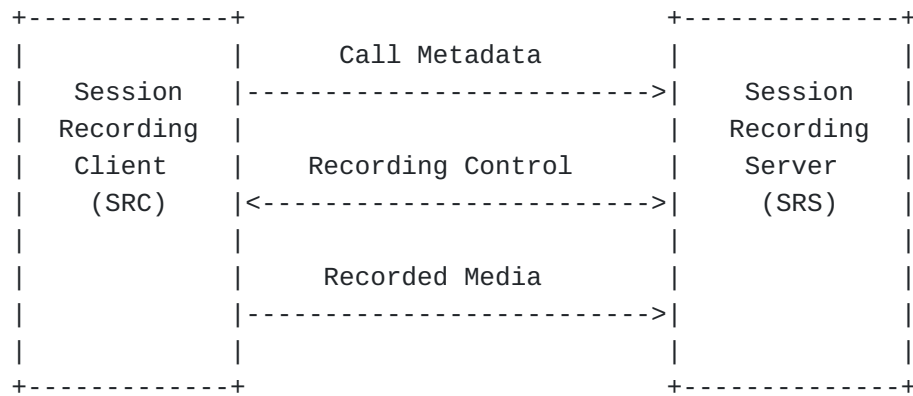 +-------------+                           +--------------+
|             |      Call Metadata        |              |
|   Session   |-------------------------->|    Session   |
|  Recording  |                           |   Recording  |
|   Client    |    Recording Control      |    Server    |
|    (SRC)    |<------------------------->|     (SRS)    |
|             |                           |              |
|             |     Recorded Media        |              |
|             |-------------------------->|              |
|             |                           |              |
+-------------+                           +--------------+